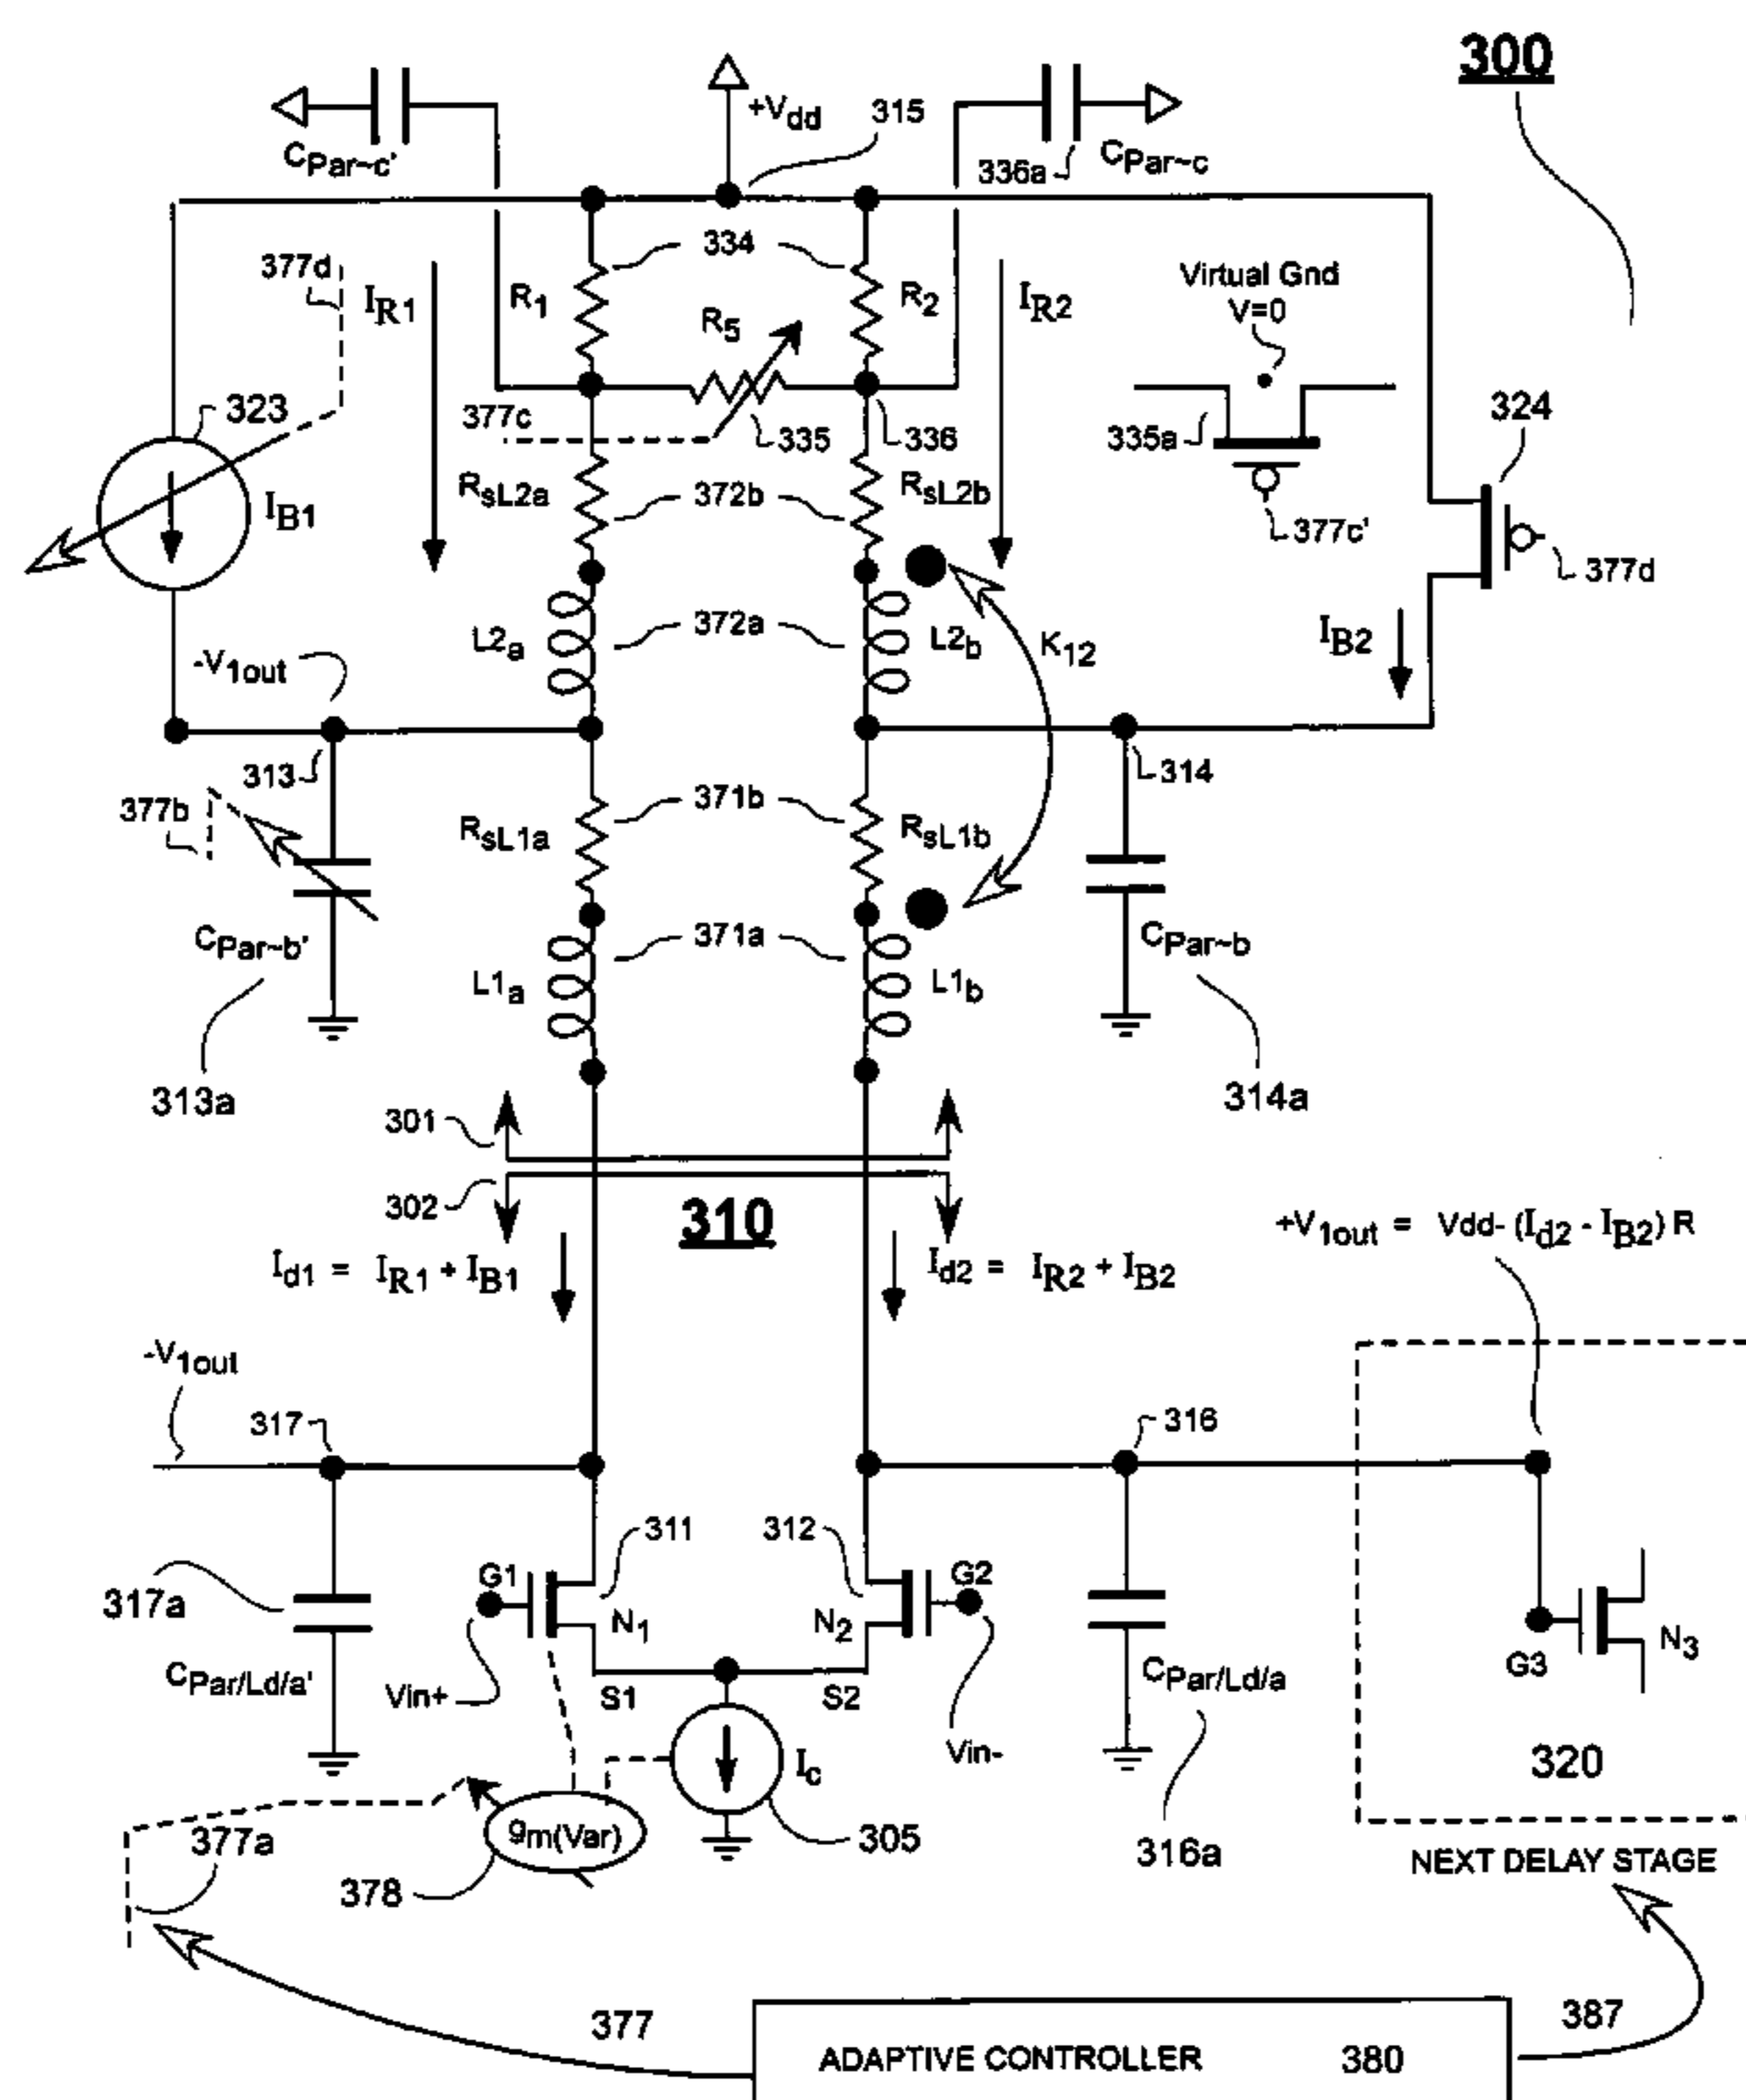 300
+Vdd
315
CPar~c'
336a
CPar~c
377d
334
IR1
R1
R5
R2
IR2
Virtual Gnd
V=0
323
377c
335
336
335a
324
IB1
RsL2a
372b
RsL2b
377c'
377d
L2a
372a
L2b
K12
IB2
-V1out
313
314
377b
RsL1a
371b
RsL1b
CPar~b'
CPar~b
L1a
371a
L1b
313a
314a
301
302
310
+V1out = Vdd- (Id2 - IB2) R
Id1 = IR1 + IB1
Id2 = IR2 + IB2
-V1out
317
316
311
312
G1
G2
317a
N1
N2
G3
N3
CPar/Ld/a'
Vin+
S1
S2
CPar/Ld/a
Vin-
Ic
320
377a
gm(Var)
305
316a
378
NEXT DELAY STAGE
377
387
ADAPTIVE CONTROLLER 380